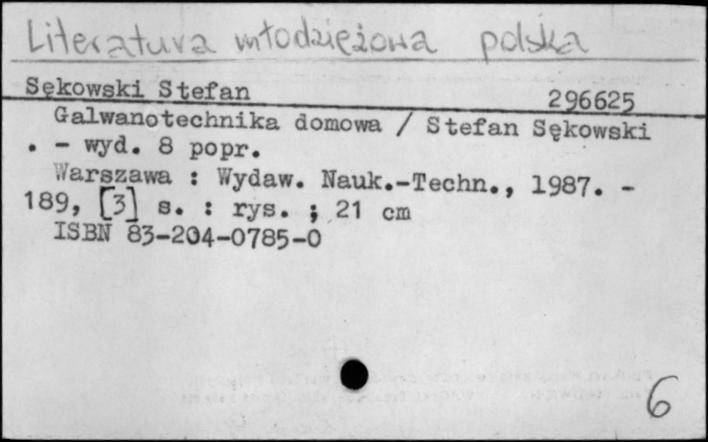 Literatura młodzieżowa polska
Sękowski Stefan 296625
Galwanotechnika domowa / Stefan Sękowski
. - wyd. 8 popr.
Warszawa : Wydaw. Nauk.-Techn., 1987. -
189, [3] s. : rys. ; 21 cm
ISBN 83-204-0785-0
6